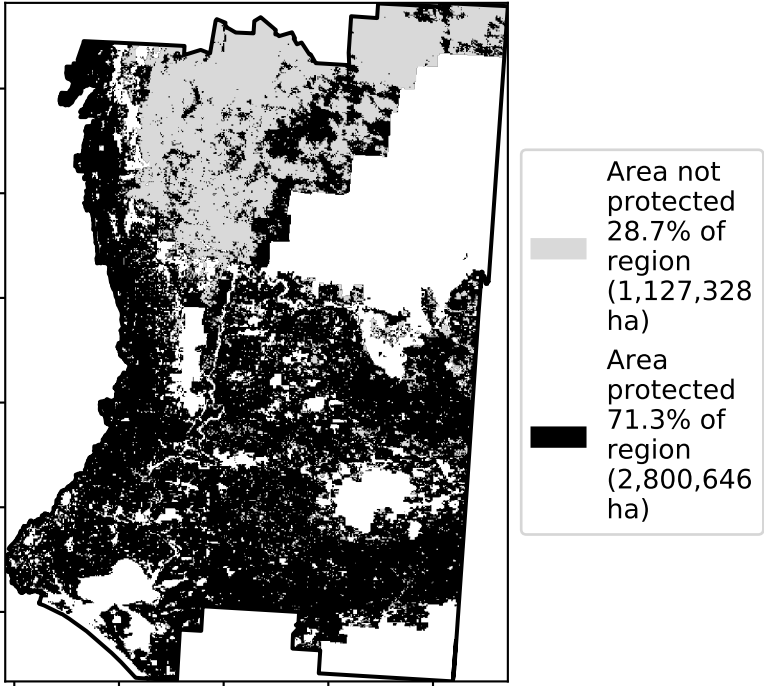 Area not
protected
28.7% of
region
(1,127,328
ha)
Area
protected
71.3% of
region
(2,800,646
ha)